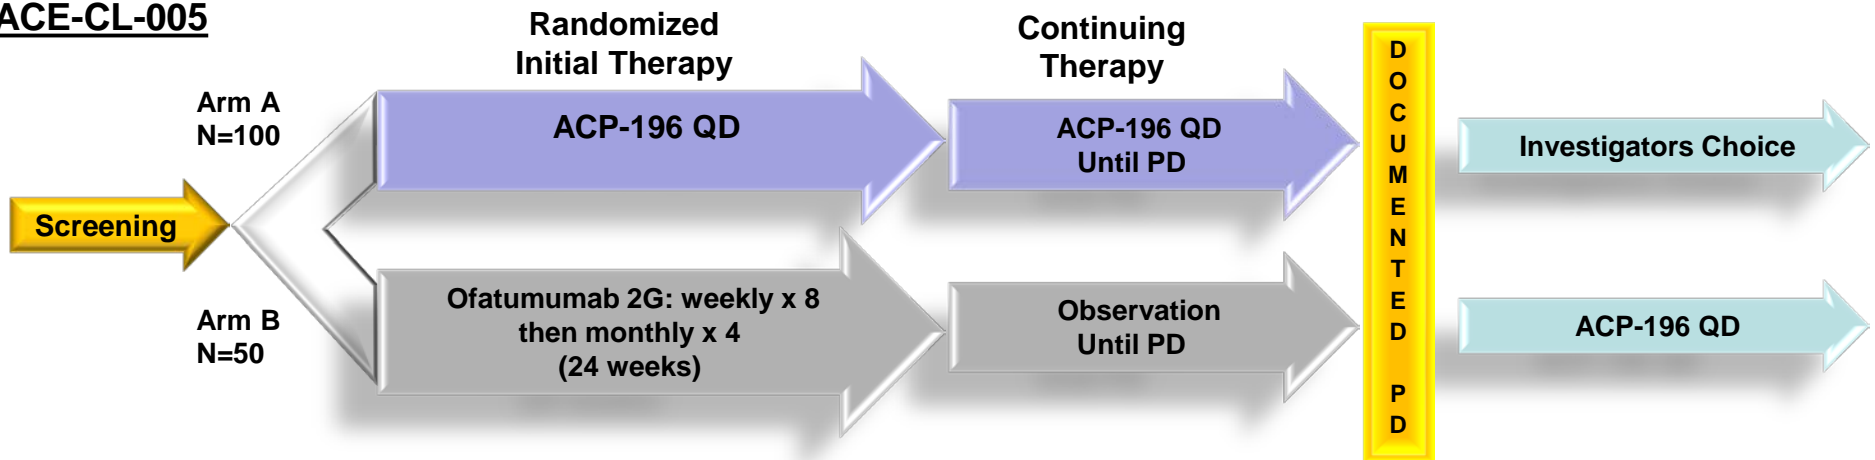 ACE-CL-005
Randomized
Initial Therapy
Continuing
Therapy
Arm A
N=100
ACP-196 QD
ACP-196 QD
Until PD
Investigators Choice
Screening
Arm B
N=50
Ofatumumab 2G: weekly x 8
then monthly x 4
(24 weeks)
Observation
Until PD
ACP-196 QD
DOCUMENTED PD